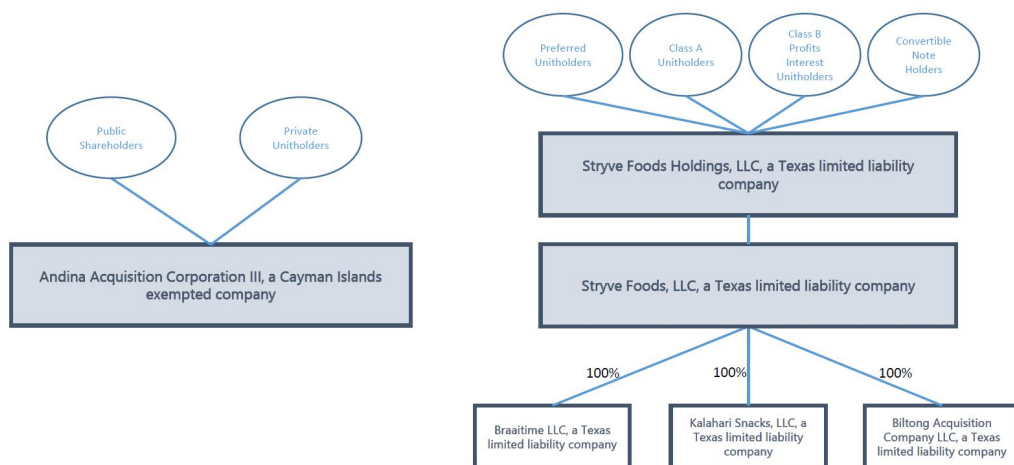 Public
Shareholders
Private
Unitholders
Andina Acquisition Corporation III, a Cayman Islands
exempted company
Preferred
Unitholders
Class A
Unitholders
Class B
Profits
Interest
Unitholders
Convertible
Note
Holders
Stryve Foods Holdings, LLC, a Texas limited liability
company
Stryve Foods, LLC, a Texas limited liability company
100%
100%
100%
Braaitime LLC, a Texas
limited liability company
Kalahari Snacks, LLC, a
Texas limited liability
company
Biltong Acquisition
Company LLC, a Texas
limited liability company